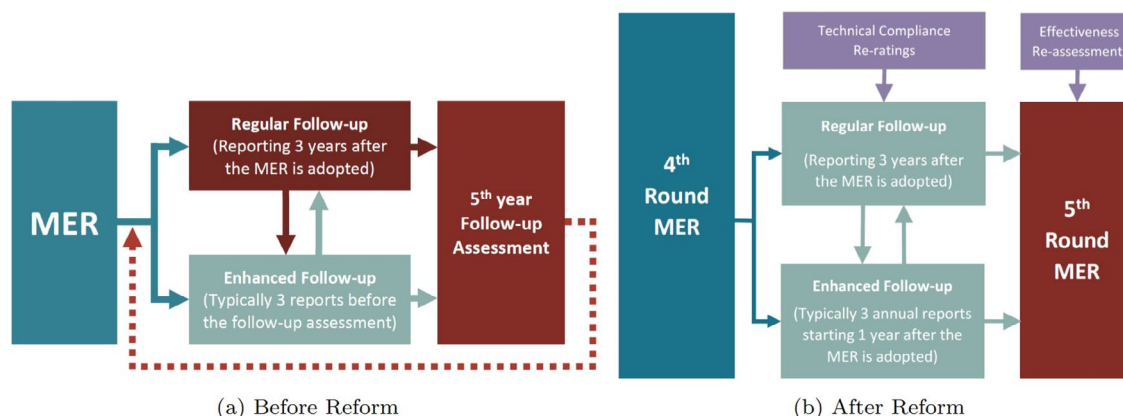 MER
Regular Follow-up
(Reporting 3 years after
the MER is adopted)
Enhanced Follow-up
(Typically 3 reports before
the follow-up assessment)
5th year
Follow-up
Assessment
(a) Before Reform
4th
Round
MER
Technical Compliance
Re-ratings
Effectiveness
Re-assessment
Regular Follow-up
(Reporting 3 years after
the MER is adopted)
Enhanced Follow-up
(Typically 3 annual reports
starting 1 year after the
MER is adopted)
5th
Round
MER
(b) After Reform